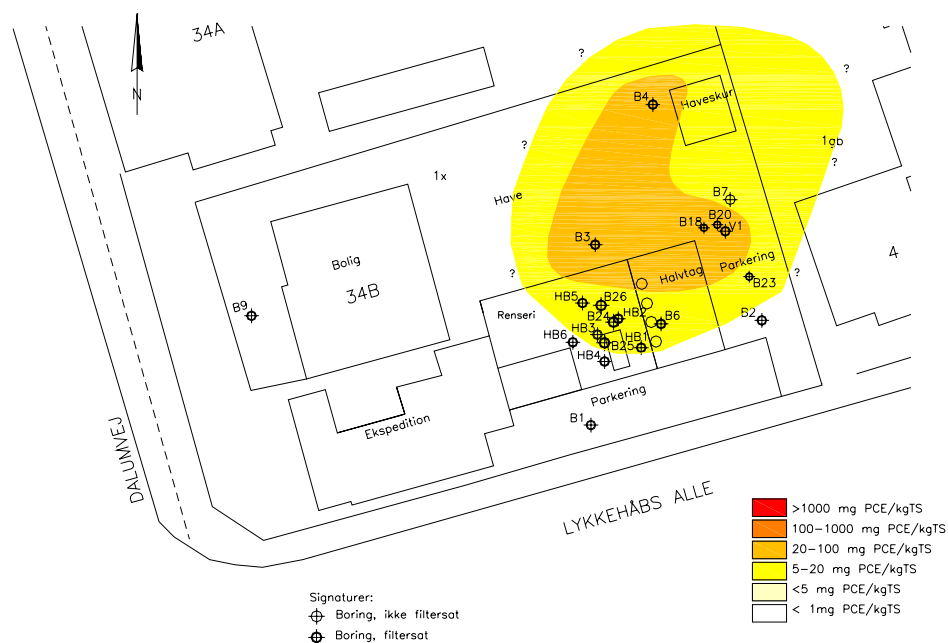 34A
N
?
?
B4
Haveskur
?
?
?
1x
Have
B7
B20
B18
V1
B3
Bolig
34B
Halvtag
Parkering
4
?
?
B23
B9
HB5
B26
Renseri
B24
HB2
B6
B2
HB3
HB6
B25
HB1
HB4
Parkering
Ekspedition
B1
DALUMVEJ
LYKKEHÅBS ALLE
>1000 mg PCE/kgTS
100-1000 mg PCE/kgTS
20-100 mg PCE/kgTS
5-20 mg PCE/kgTS
<5 mg PCE/kgTS
< 1mg PCE/kgTS
Signaturer:
Boring, ikke filtersat
Boring, filtersat